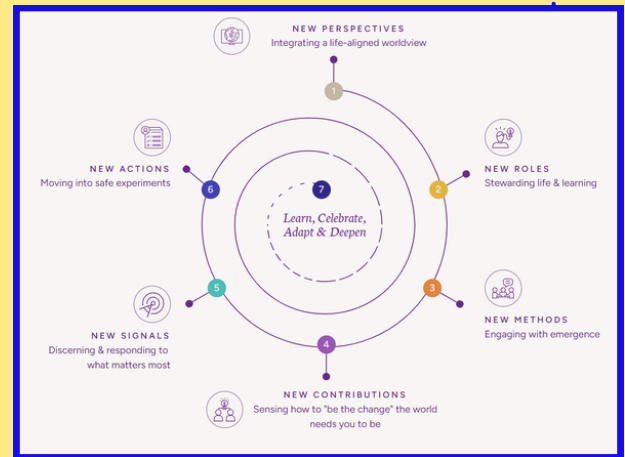 NEW PERSPECTIVES
Integrating a life-aligned worldview
1
NEW ROLES
Stewarding life & learning
2
NEW METHODS
Engaging with emergence
3
NEW CONTRIBUTIONS
Sensing how to "be the change" the world
needs you to be
4
NEW SIGNALS
Discerning & responding to
what matters most
5
NEW ACTIONS
Moving into safe experiments
6
7
Learn, Celebrate,
Adapt & Deepen